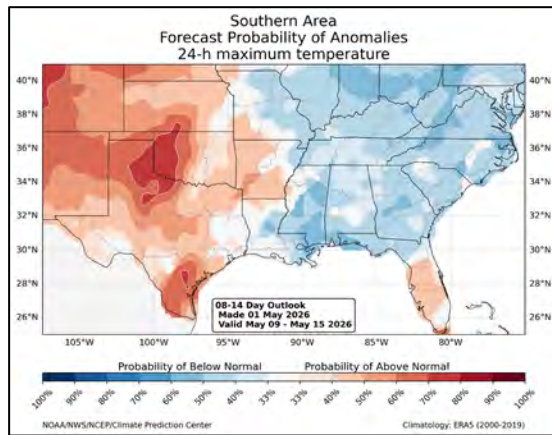 Southern Area
Forecast Probability of Anomalies
24-h maximum temperature
40°N
38°N
36°N
34°N
32°N
30°N
28°N
26°N
40°N
38°N
36°N
34°N
32°N
30°N
28°N
26°N
08-14 Day Outlook
Made 01 May 2026
Valid May 09 - May 15 2026
105°W 100°W 95°W 90°W 85°W 80°W
Probability of Below Normal Probability of Above Normal
100% 90% 80% 70% 60% 50% 40% 33% 33% 40% 50% 60% 70% 80% 90% 100%
NOAA/NWS/NCEP/Climate Prediction Center Climatology: ERA5 (2000-2019)